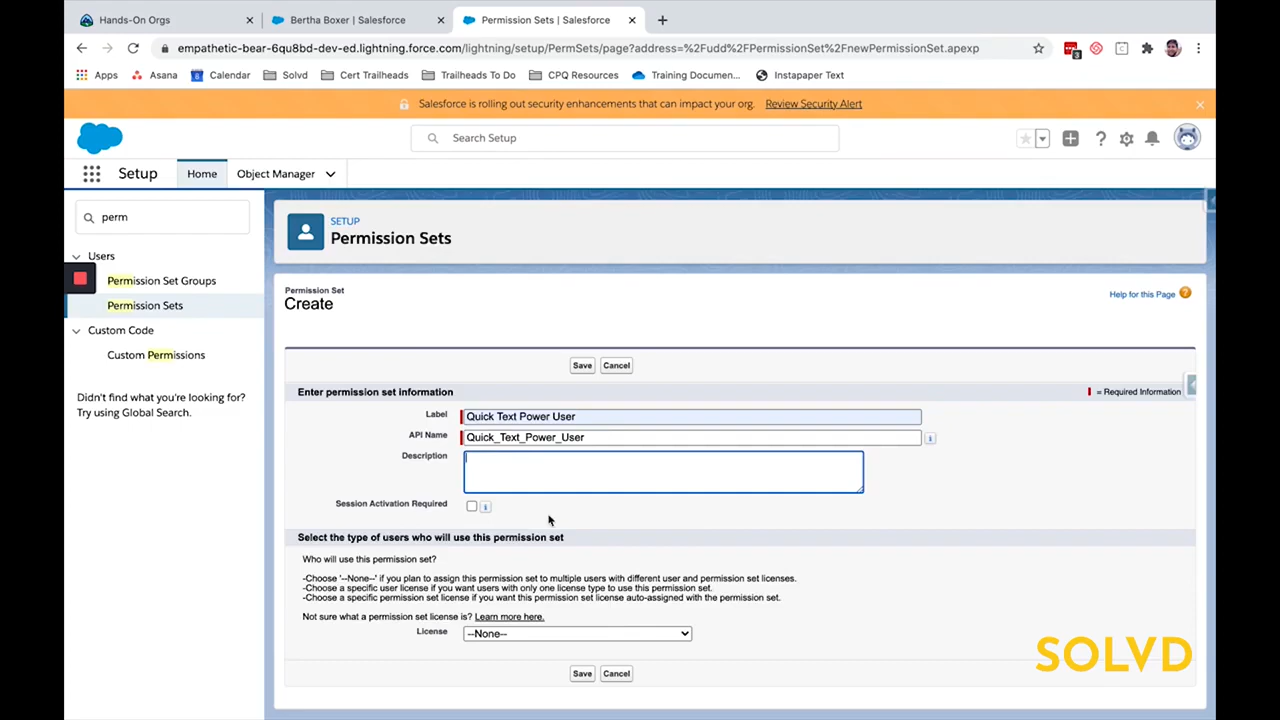 Hands-On Orgs
Bertha Boxer | Salesforce
Permission Sets | Salesforce
empathetic-bear-6qu8bd-dev-ed.lightning.force.com/lightning/setup/PermSets/page?address=%2Fudd%2FPermissionSet%2FnewPermissionSet.apexp
Apps
Asana
Calendar
Solvd
Cert Trailheads
Trailheads To Do
CPQ Resources
Training Documen...
Instapaper Text
Salesforce is rolling out security enhancements that can impact your org. Review Security Alert
Search Setup
Setup
Home
Object Manager
perm
Users
Permission Set Groups
Permission Sets
Custom Code
Custom Permissions
Didn't find what you're looking for?
Try using Global Search.
SETUP
Permission Sets
Permission Set
Create
Help for this Page
Save Cancel
Enter permission set information
= Required Information
Label Quick Text Power User
API Name Quick_Text_Power_User
Description
Session Activation Required
Select the type of users who will use this permission set
Who will use this permission set?
-Choose '--None--' if you plan to assign this permission set to multiple users with different user and permission set licenses.
-Choose a specific user license if you want users with only one license type to use this permission set.
-Choose a specific permission set license if you want this permission set license auto-assigned with the permission set.
Not sure what a permission set license is? Learn more here.
License --None--
Save Cancel
SOLVD